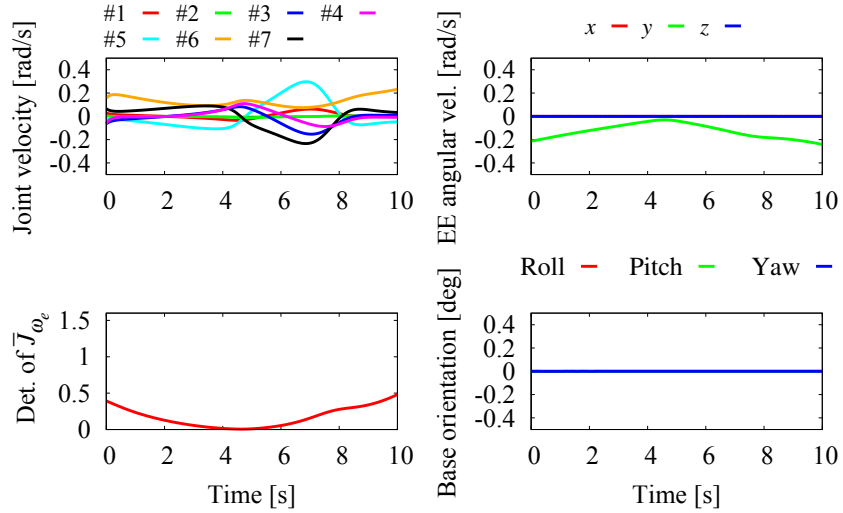 #1 #2 #3 #4
#5 #6 #7
Joint velocity [rad/s]
0.4
0.2
0
-0.2
-0.4
0 2 4 6 8 10
x y z
EE angular vel. [rad/s]
0.4
0.2
0
-0.2
-0.4
0 2 4 6 8 10
Det. of J̅ωₑ
1.5
1
0.5
0
0 2 4 6 8 10
Time [s]
Roll Pitch Yaw
Base orientation [deg]
0.4
0.2
0
-0.2
-0.4
0 2 4 6 8 10
Time [s]